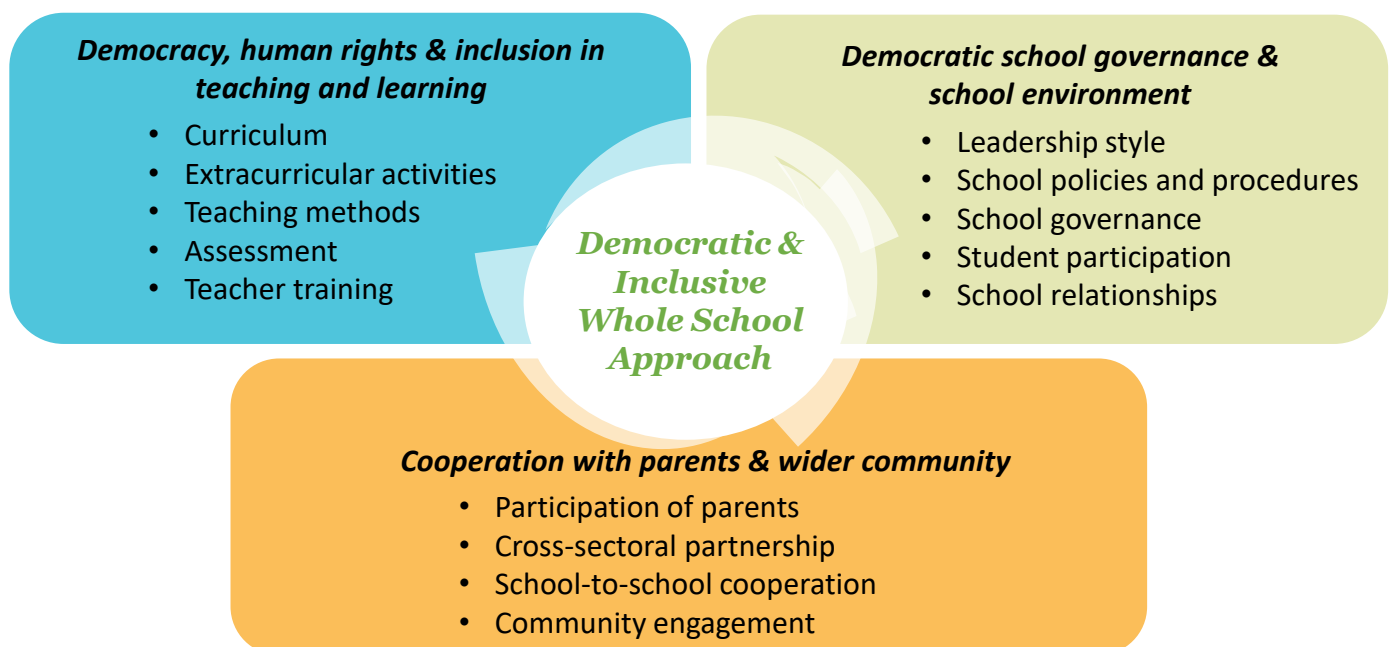 Democracy, human rights & inclusion in
teaching and learning
• Curriculum
• Extracurricular activities
• Teaching methods
• Assessment
• Teacher training
Democratic school governance &
school environment
• Leadership style
• School policies and procedures
• School governance
• Student participation
• School relationships
Democratic &
Inclusive
Whole School
Approach
Cooperation with parents & wider community
• Participation of parents
• Cross-sectoral partnership
• School-to-school cooperation
• Community engagement